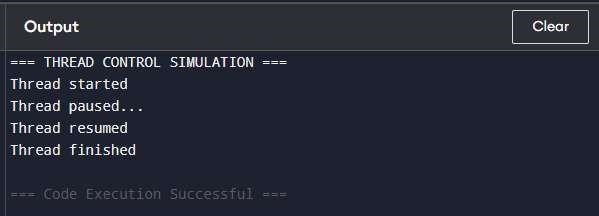 Output
Clear
=== THREAD CONTROL SIMULATION ===
Thread started
Thread paused...
Thread resumed
Thread finished
=== Code Execution Successful ===